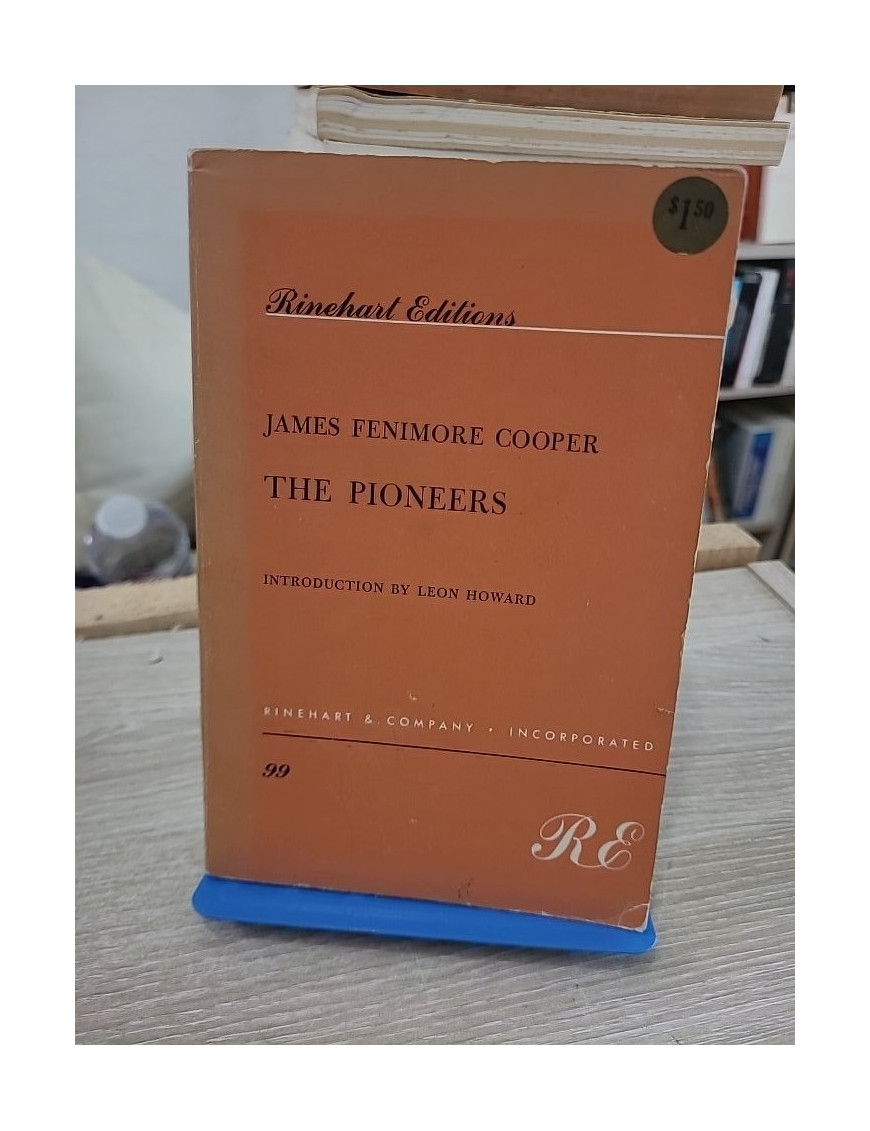 $1.50
Rinehart Editions
JAMES FENIMORE COOPER
THE PIONEERS
INTRODUCTION BY LEON HOWARD
RINEHART & COMPANY • INCORPORATED
99
RE